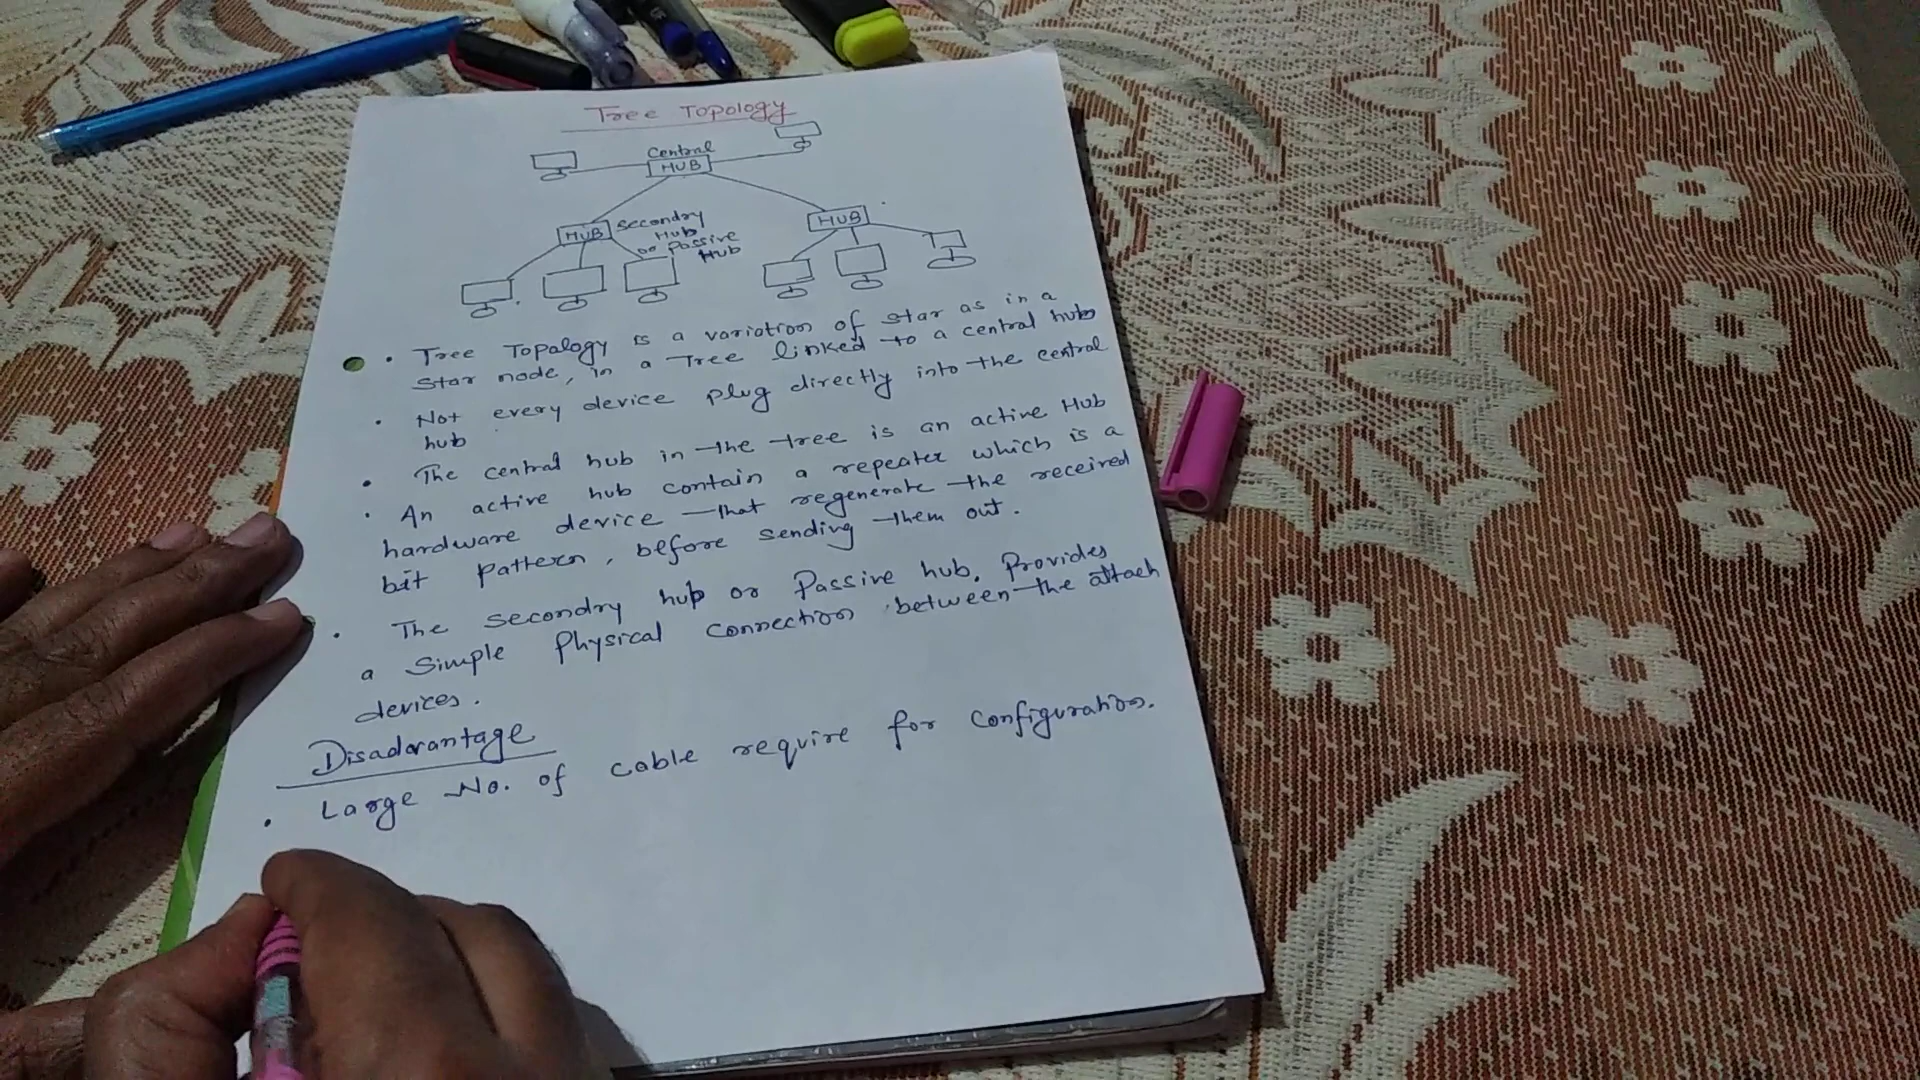 Tree Topology
Central
HUB
HUB
Secondry
Hub
or Passive
Hub
HUB
Tree Topalogy is a variation of star as in a
Star node, in a Tree linked to a central hub
Not every device plug directly into the central
hub
The central hub in the tree is an active Hub
An active hub contain a repeater which is a
hardware device that regenerate the received
bit pattern, before sending them out.
The secondry hub or Passive hub. Provides
a Simple Physical Connection between the attach
devices.
Disadavantage
Large No. of cable require for configuration.